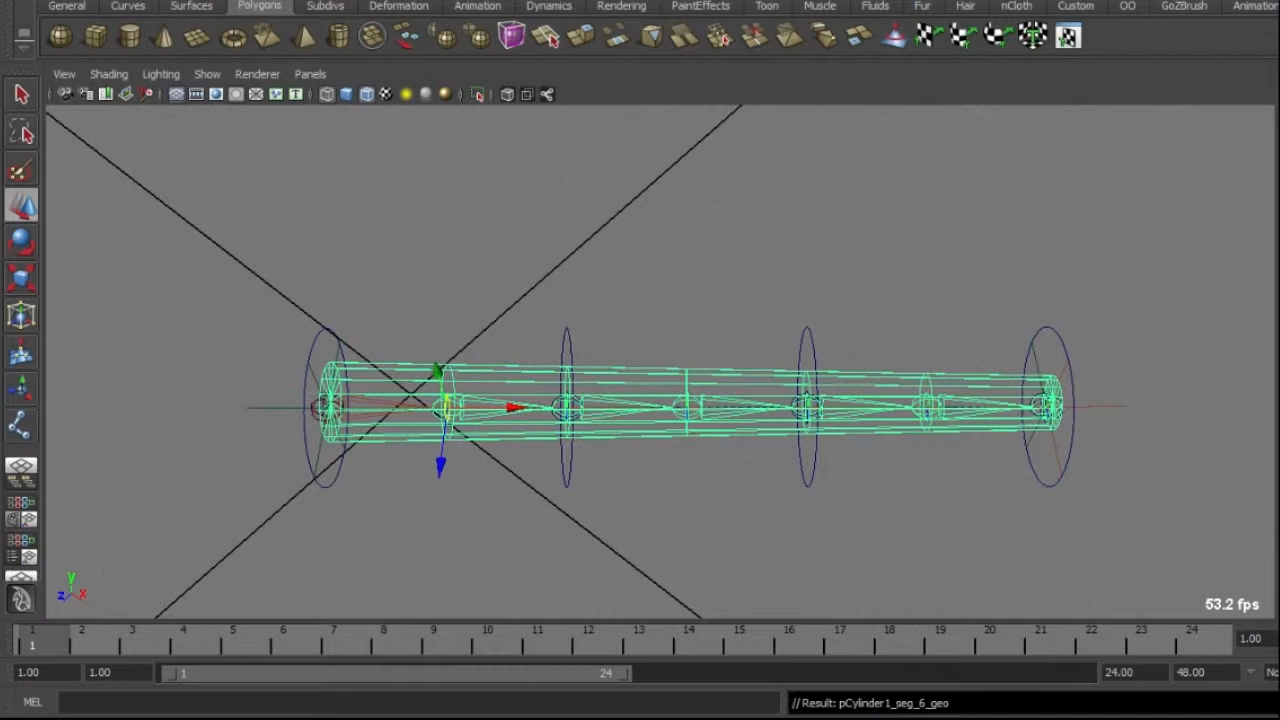 General Curves Surfaces Polygons Subdivs Deformation Animation Dynamics Rendering PaintEffects Toon Muscle Fluids Fur Hair nCloth Custom OO GoZBrush Animation
View Shading Lighting Show Renderer Panels
y
z x
53.2 fps
1 2 3 4 5 6 7 8 9 10 11 12 13 14 15 16 17 18 19 20 21 22 23 24
1 1.00
1.00 1.00 1 24 24.00 48.00 No
MEL // Result: pCylinder1_seg_6_geo